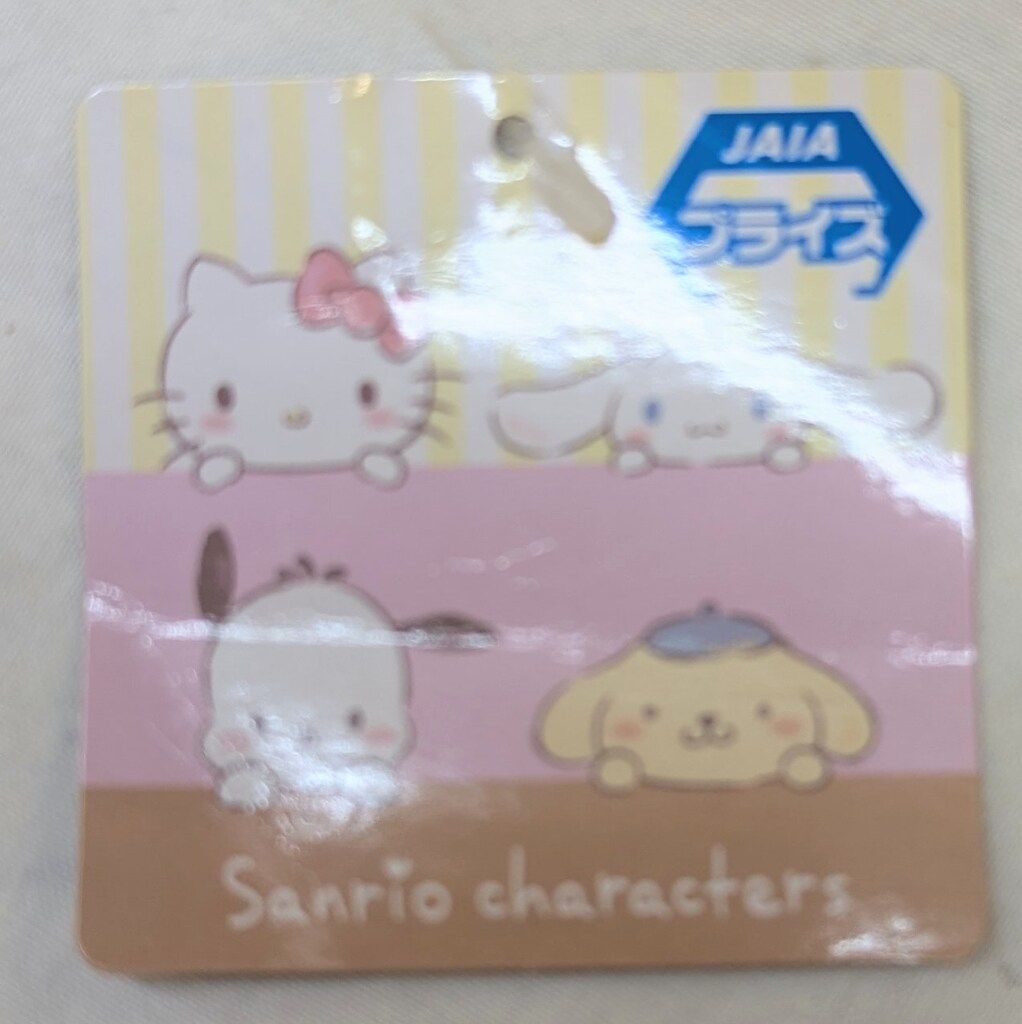 JAIA
プライズ
Sanrio characters